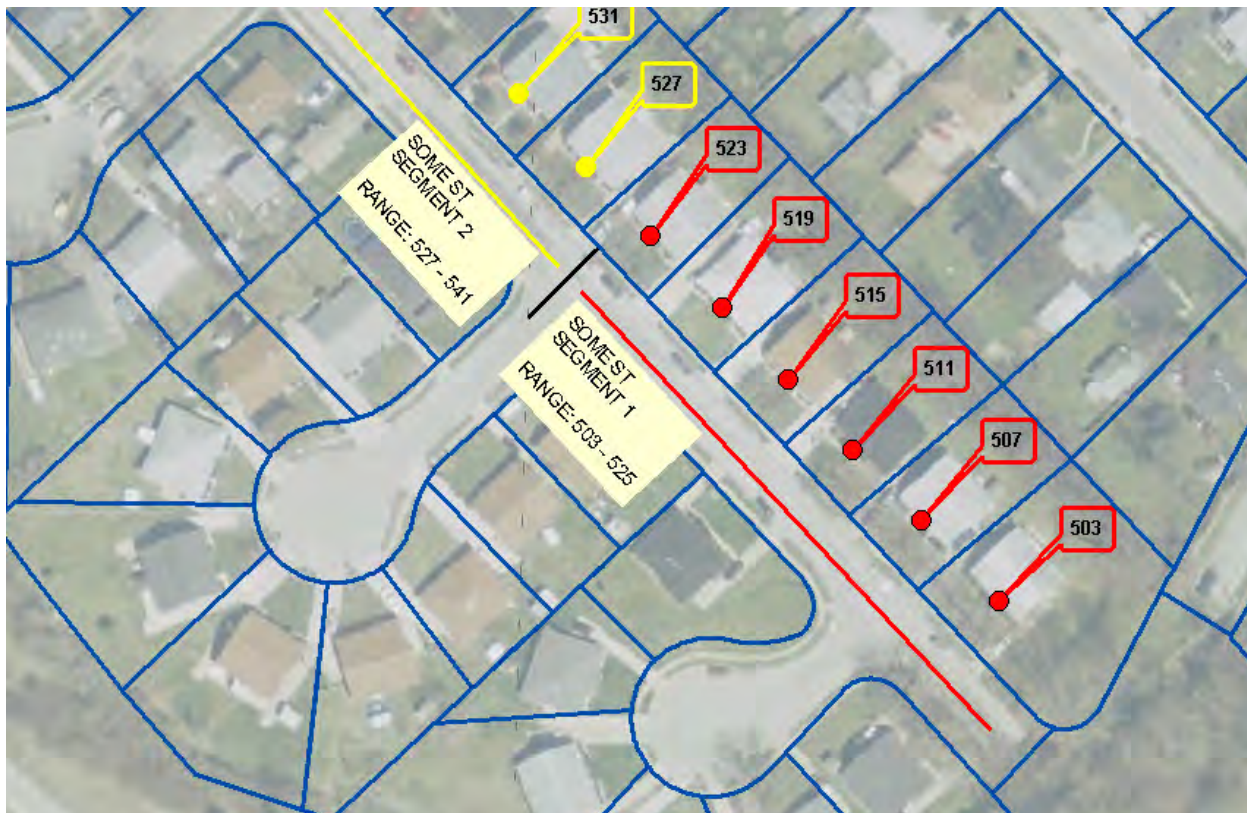 531
527
523
519
515
511
507
503
SOME ST
SEGMENT 2
RANGE: 527 - 541
SOME ST
SEGMENT 1
RANGE: 503 - 525